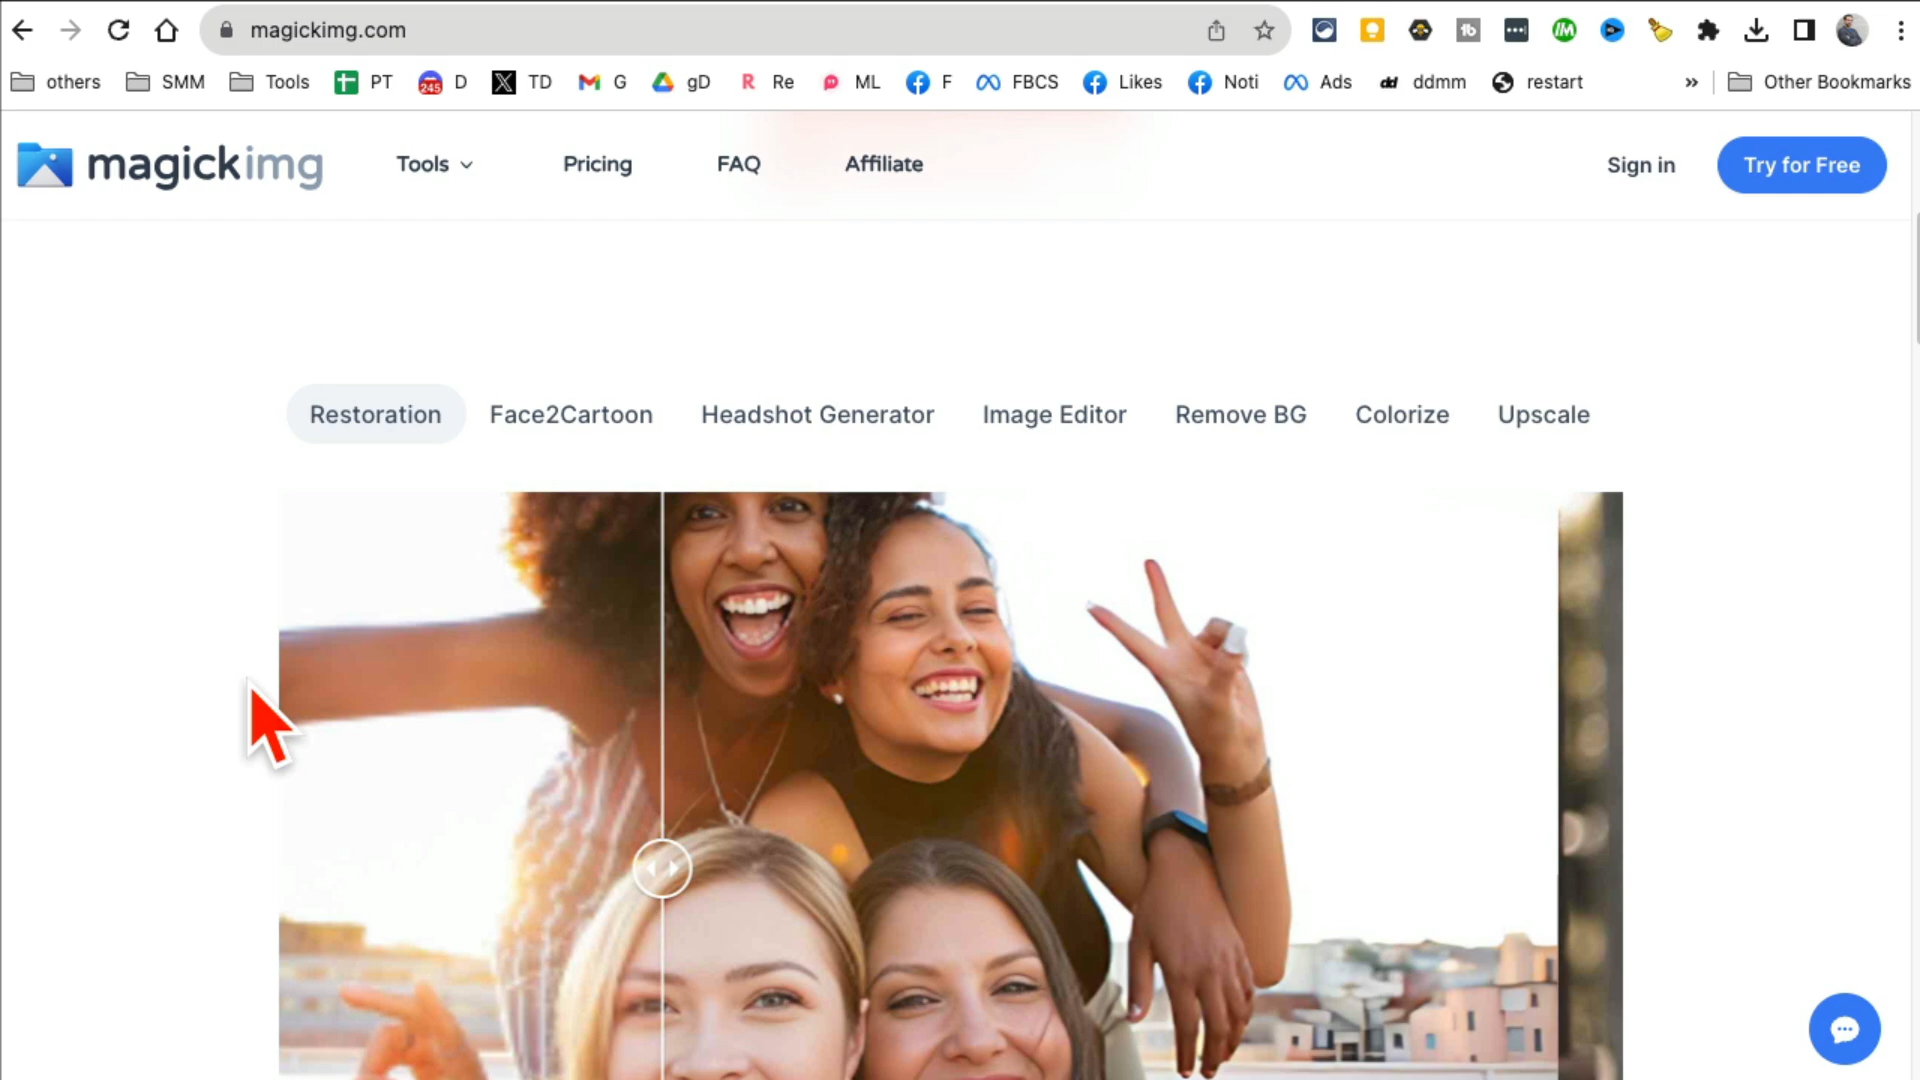 magickimg.com
others SMM Tools PT 245 D TD G gD R Re ML F FBCS Likes Noti Ads dd ddmm restart » Other Bookmarks
magickimg Tools Pricing FAQ Affiliate Sign in Try for Free
Restoration Face2Cartoon Headshot Generator Image Editor Remove BG Colorize Upscale